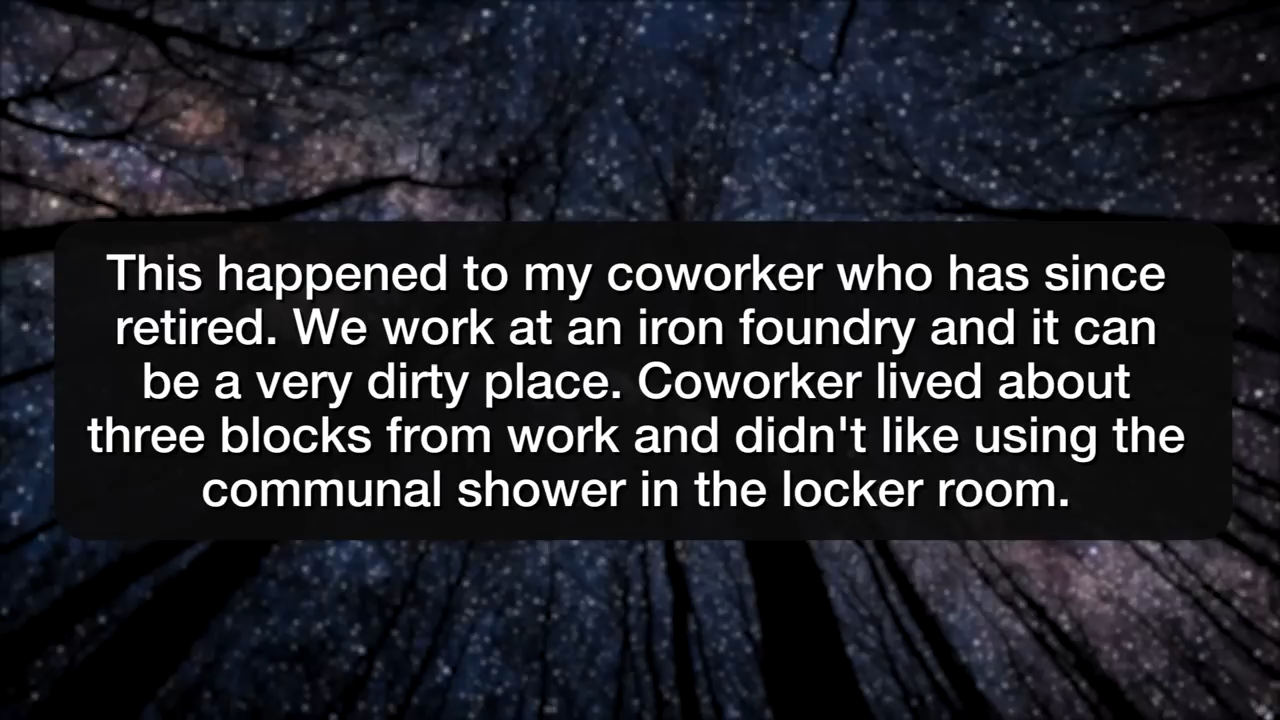 This happened to my coworker who has since
retired. We work at an iron foundry and it can
be a very dirty place. Coworker lived about
three blocks from work and didn't like using the
communal shower in the locker room.